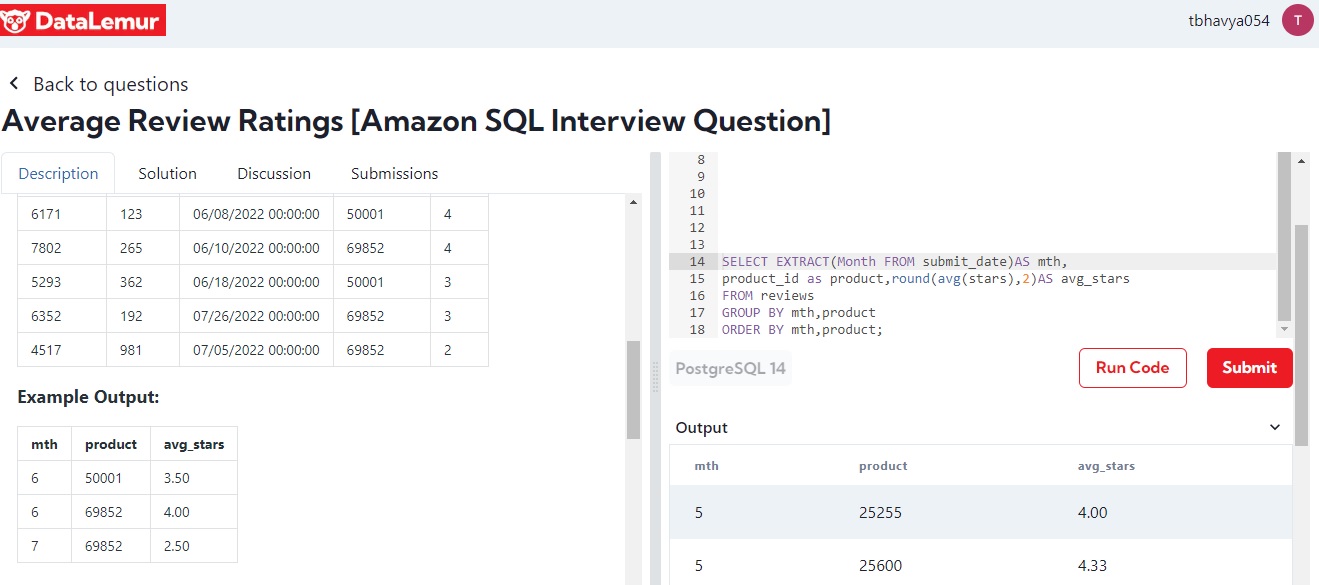 DataLemur
tbhavya054 T
Back to questions
Average Review Ratings [Amazon SQL Interview Question]
Description Solution Discussion Submissions
6171 123 06/08/2022 00:00:00 50001 4
7802 265 06/10/2022 00:00:00 69852 4
5293 362 06/18/2022 00:00:00 50001 3
6352 192 07/26/2022 00:00:00 69852 3
4517 981 07/05/2022 00:00:00 69852 2
Example Output:
mth product avg_stars
6 50001 3.50
6 69852 4.00
7 69852 2.50
8
9
10
11
12
13
14 SELECT EXTRACT(Month FROM submit_date)AS mth,
15 product_id as product,round(avg(stars),2)AS avg_stars
16 FROM reviews
17 GROUP BY mth,product
18 ORDER BY mth,product;
PostgreSQL 14 Run Code Submit
Output
mth product avg_stars
5 25255 4.00
5 25600 4.33